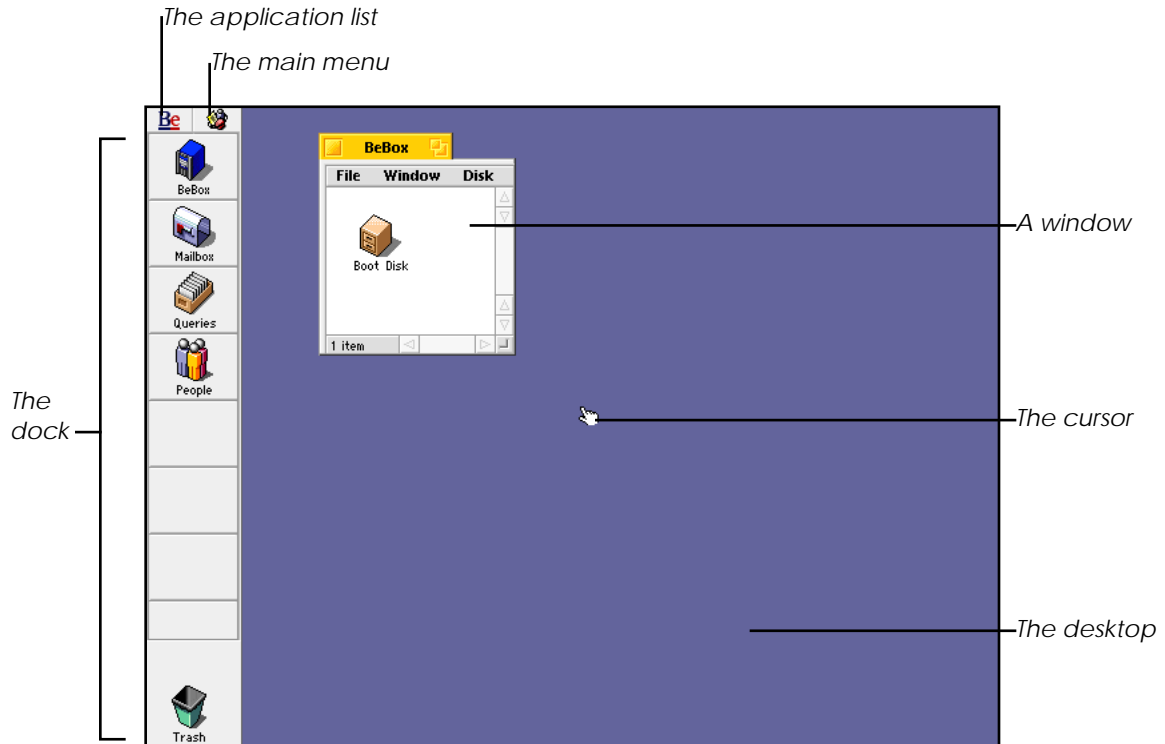 The application list
The main menu
Be
BeBox
BeBox
File Window Disk
Mailbox
A window
Boot Disk
Queries
1 item
People
The
dock
The cursor
The desktop
Trash